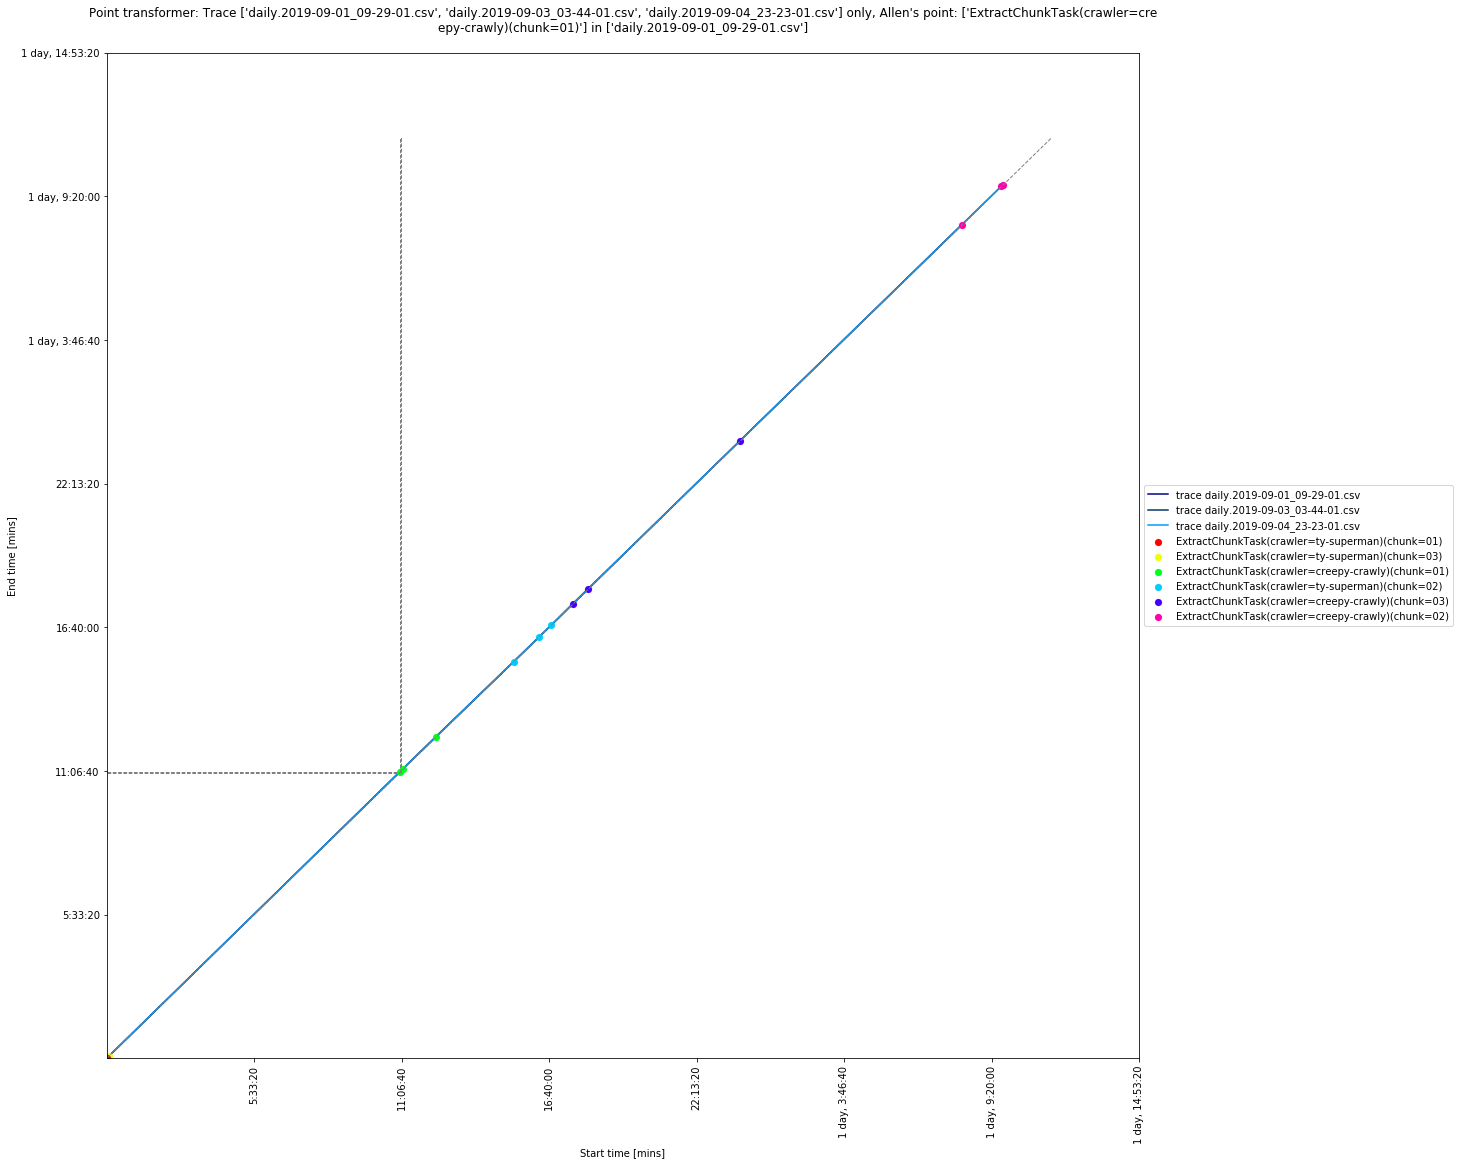 Point transformer: Trace ['daily.2019-09-01_09-29-01.csv', 'daily.2019-09-03_03-44-01.csv', 'daily.2019-09-04_23-23-01.csv'] only, Allen's point: ['ExtractChunkTask(crawler=cre
epy-crawly)(chunk=01)'] in ['daily.2019-09-01_09-29-01.csv']
1 day, 14:53:20
1 day, 9:20:00
1 day, 3:46:40
22:13:20
16:40:00
11:06:40
5:33:20
End time [mins]
trace daily.2019-09-01_09-29-01.csv
trace daily.2019-09-03_03-44-01.csv
trace daily.2019-09-04_23-23-01.csv
ExtractChunkTask(crawler=ty-superman)(chunk=01)
ExtractChunkTask(crawler=ty-superman)(chunk=03)
ExtractChunkTask(crawler=creepy-crawly)(chunk=01)
ExtractChunkTask(crawler=ty-superman)(chunk=02)
ExtractChunkTask(crawler=creepy-crawly)(chunk=03)
ExtractChunkTask(crawler=creepy-crawly)(chunk=02)
5:33:20
11:06:40
16:40:00
22:13:20
1 day, 3:46:40
1 day, 9:20:00
1 day, 14:53:20
Start time [mins]